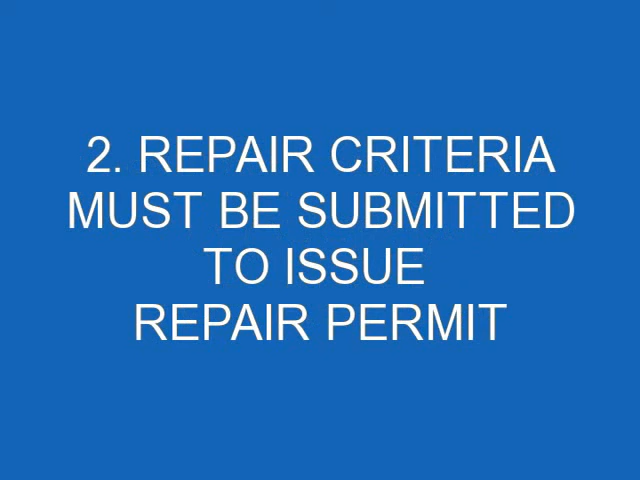 2. REPAIR CRITERIA
MUST BE SUBMITTED
TO ISSUE
REPAIR PERMIT